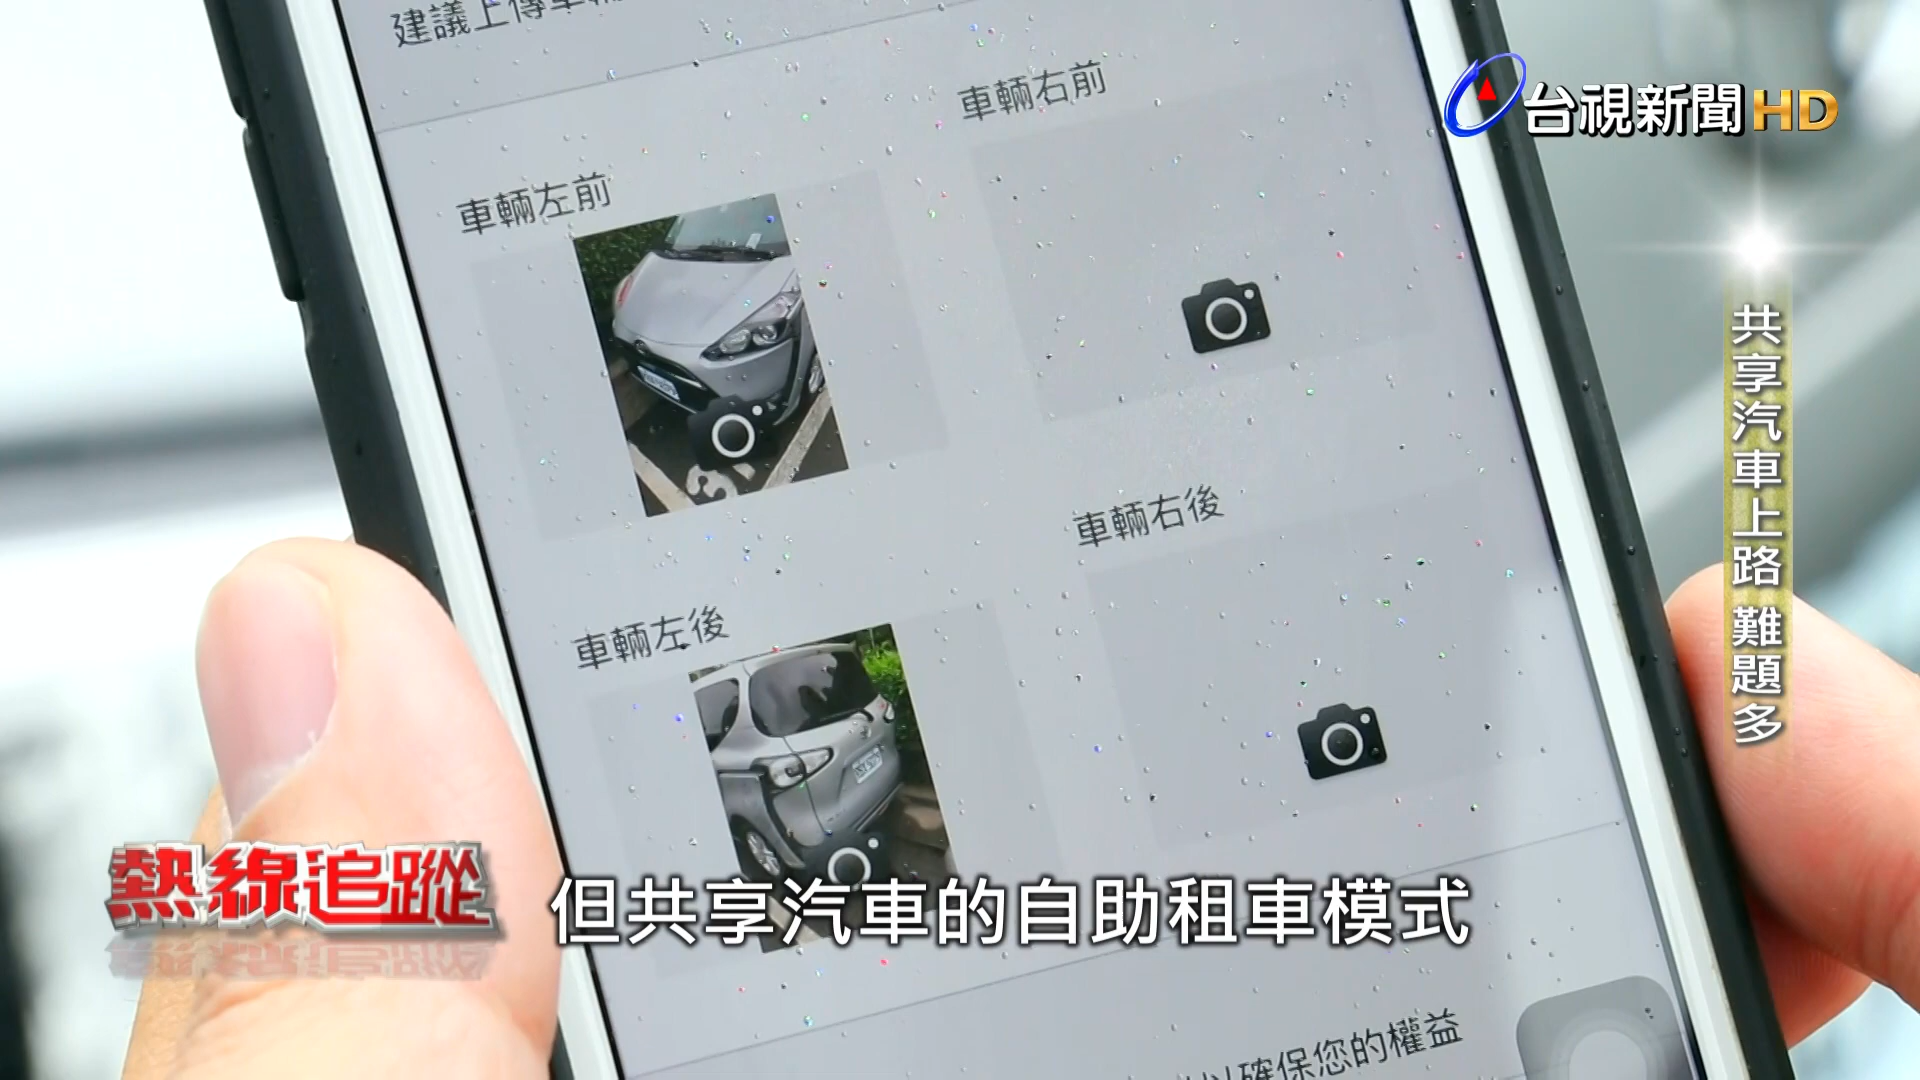 建議上傳車輛
台視新聞HD
車輛右前
車輛左前
車輛右後
車輛左後
共享汽車上路 難題多
熱線追蹤
但共享汽車的自助租車模式
以確保您的權益